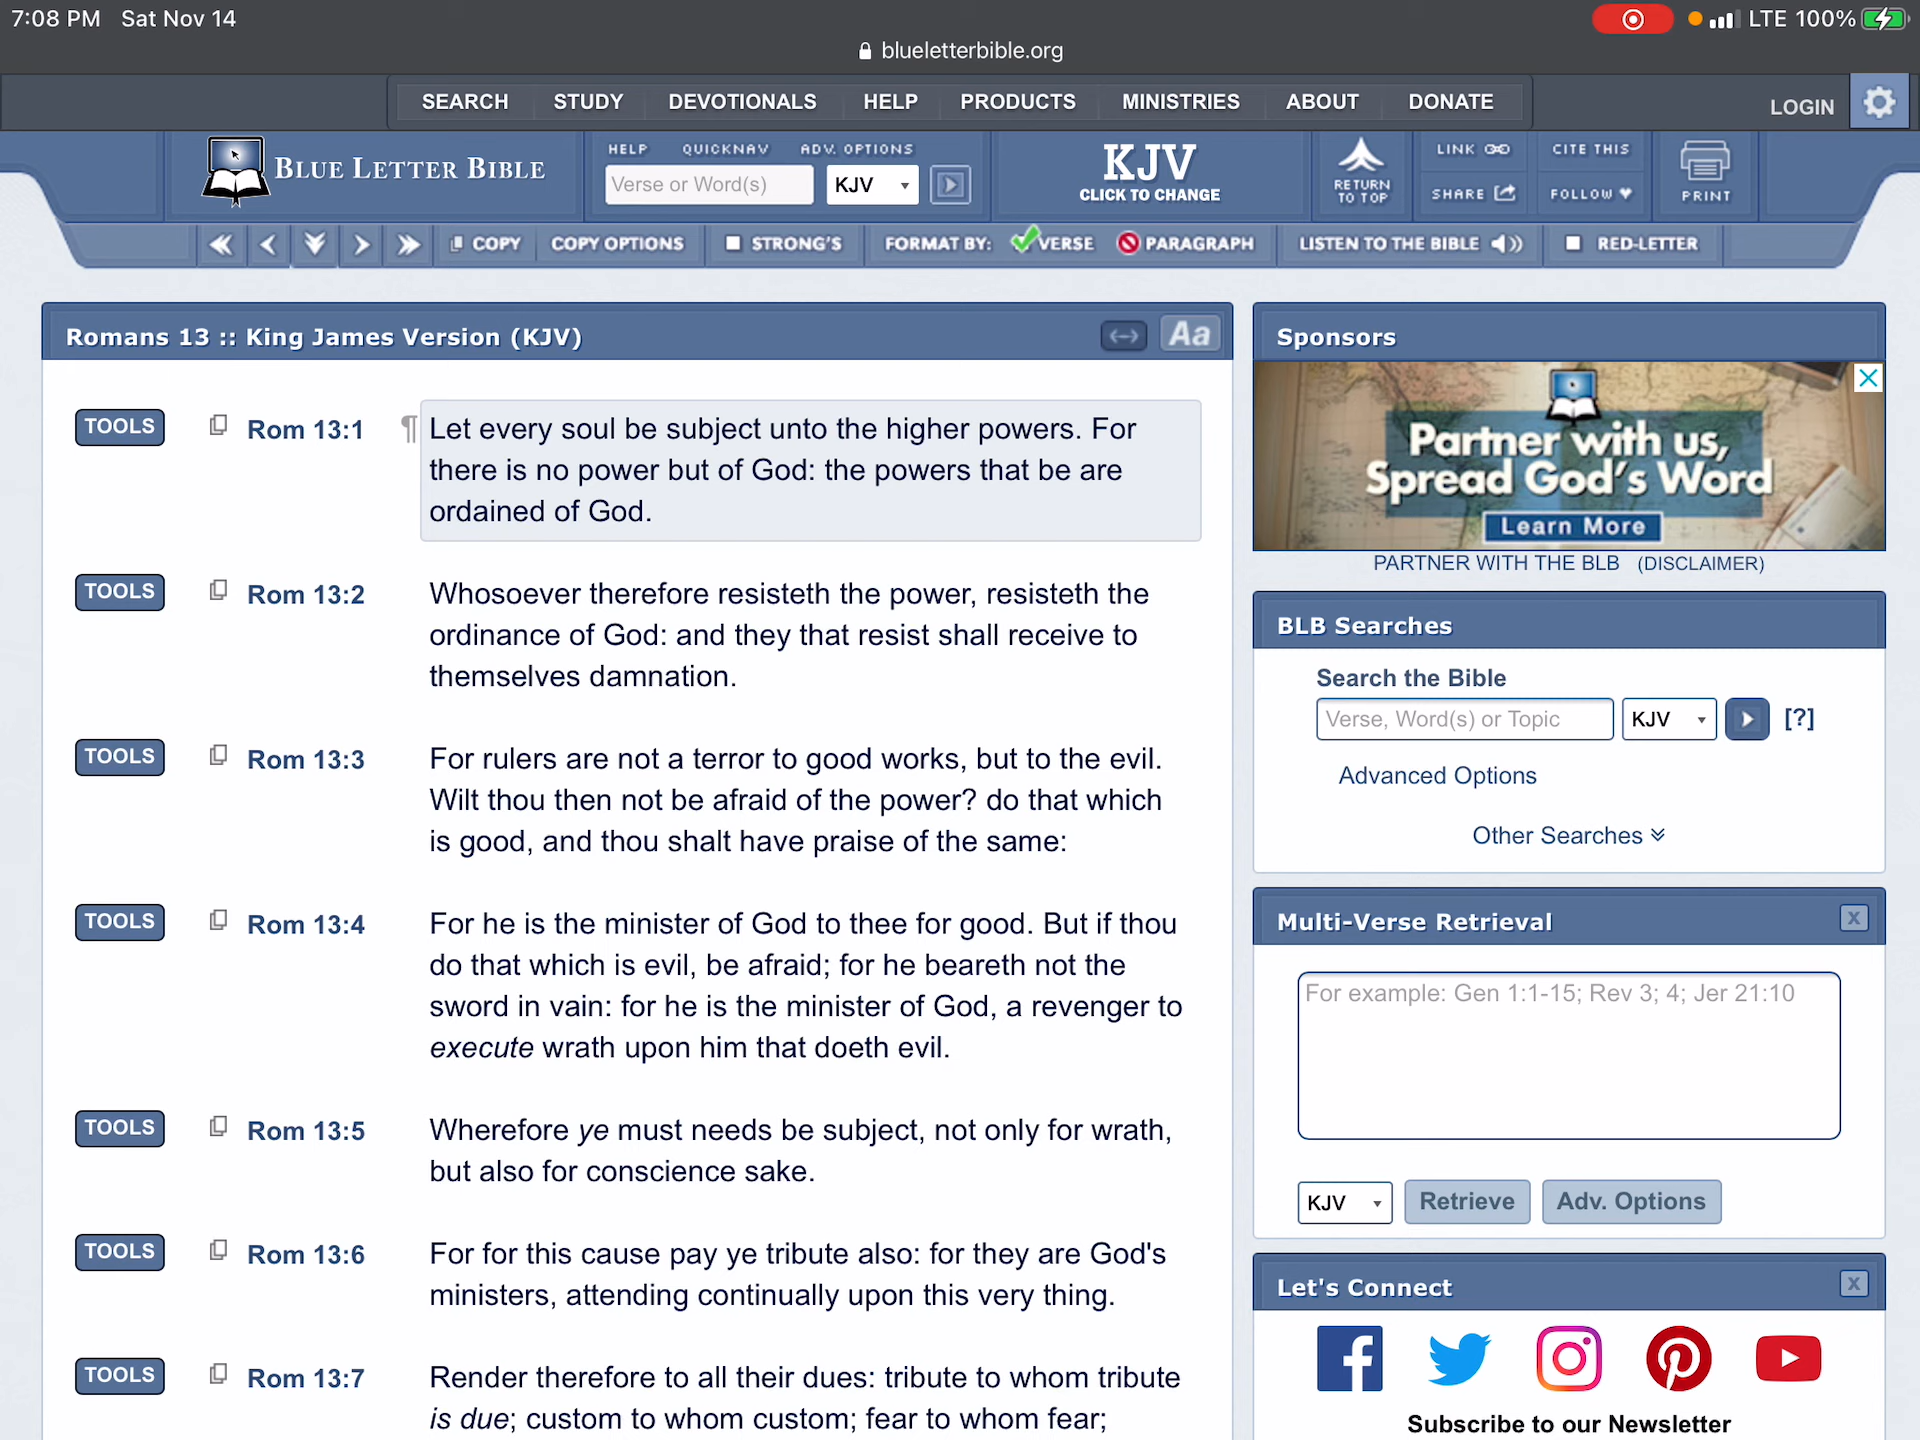 7:08 PM Sat Nov 14
LTE 100%
blueletterbible.org
SEARCH STUDY DEVOTIONALS HELP PRODUCTS MINISTRIES ABOUT DONATE
LOGIN
BLUE LETTER BIBLE
HELP QUICKNAV ADV. OPTIONS
Verse or Word(s) KJV
KJV
CLICK TO CHANGE
RETURN
TO TOP
LINK CITE THIS
SHARE FOLLOW
PRINT
COPY COPY OPTIONS STRONG'S FORMAT BY: VERSE PARAGRAPH LISTEN TO THE BIBLE RED-LETTER
Romans 13 :: King James Version (KJV) Aa
TOOLS Rom 13:1 ¶ Let every soul be subject unto the higher powers. For
there is no power but of God: the powers that be are
ordained of God.
TOOLS Rom 13:2 Whosoever therefore resisteth the power, resisteth the
ordinance of God: and they that resist shall receive to
themselves damnation.
TOOLS Rom 13:3 For rulers are not a terror to good works, but to the evil.
Wilt thou then not be afraid of the power? do that which
is good, and thou shalt have praise of the same:
TOOLS Rom 13:4 For he is the minister of God to thee for good. But if thou
do that which is evil, be afraid; for he beareth not the
sword in vain: for he is the minister of God, a revenger to
execute wrath upon him that doeth evil.
TOOLS Rom 13:5 Wherefore ye must needs be subject, not only for wrath,
but also for conscience sake.
TOOLS Rom 13:6 For for this cause pay ye tribute also: for they are God's
ministers, attending continually upon this very thing.
TOOLS Rom 13:7 Render therefore to all their dues: tribute to whom tribute
is due; custom to whom custom; fear to whom fear;
Sponsors
Partner with us,
Spread God's Word
Learn More
PARTNER WITH THE BLB (DISCLAIMER)
BLB Searches
Search the Bible
Verse, Word(s) or Topic KJV [?]
Advanced Options
Other Searches
Multi-Verse Retrieval x
For example: Gen 1:1-15; Rev 3; 4; Jer 21:10
KJV Retrieve Adv. Options
Let's Connect x
Subscribe to our Newsletter